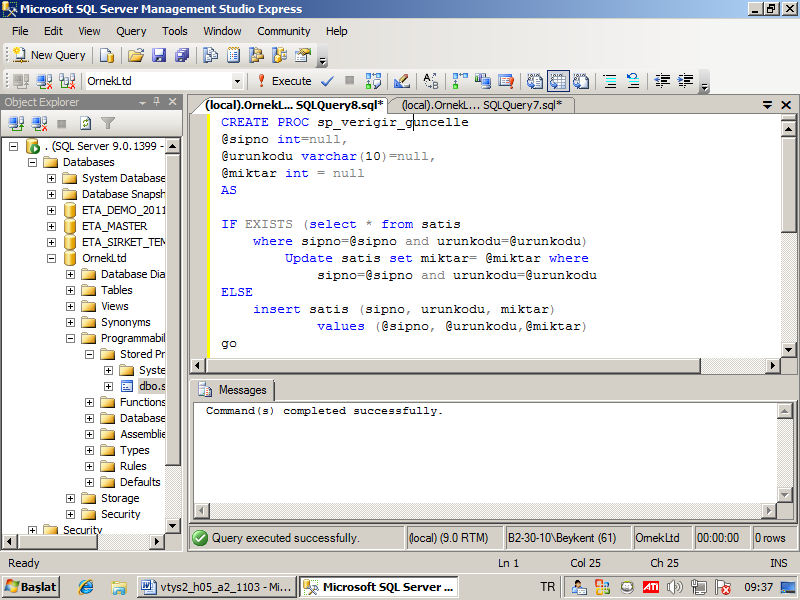 Microsoft SQL Server Management Studio Express
File Edit View Query Tools Window Community Help
New Query
OrnekLtd Execute
Object Explorer
(local).OrnekL... SQLQuery8.sql* (local).OrnekL... SQLQuery7.sql*
. (SQL Server 9.0.1399 -
Databases
System Database
Database Snapsh
ETA_DEMO_2011
ETA_MASTER
ETA_SIRKET_TEM
OrnekLtd
Database Dia
Tables
Views
Synonyms
Programmabil
Stored Pr
Syste
dbo.s
Functions
Database
Assemblie
Types
Rules
Defaults
Storage
Security
Security
CREATE PROC sp_verigir_guncelle
@sipno int=null,
@urunkodu varchar(10)=null,
@miktar int = null
AS
IF EXISTS (select * from satis
where sipno=@sipno and urunkodu=@urunkodu)
Update satis set miktar= @miktar where
sipno=@sipno and urunkodu=@urunkodu
ELSE
insert satis (sipno, urunkodu, miktar)
values (@sipno, @urunkodu,@miktar)
go
Messages
Command(s) completed successfully.
Query executed successfully. (local) (9.0 RTM) B2-30-10\Beykent (61) OrnekLtd 00:00:00 0 rows
Ready Ln 1 Col 25 Ch 25 INS
Başlat vtys2_h05_a2_1103 - Mi... Microsoft SQL Server ... TR ATI 09:37